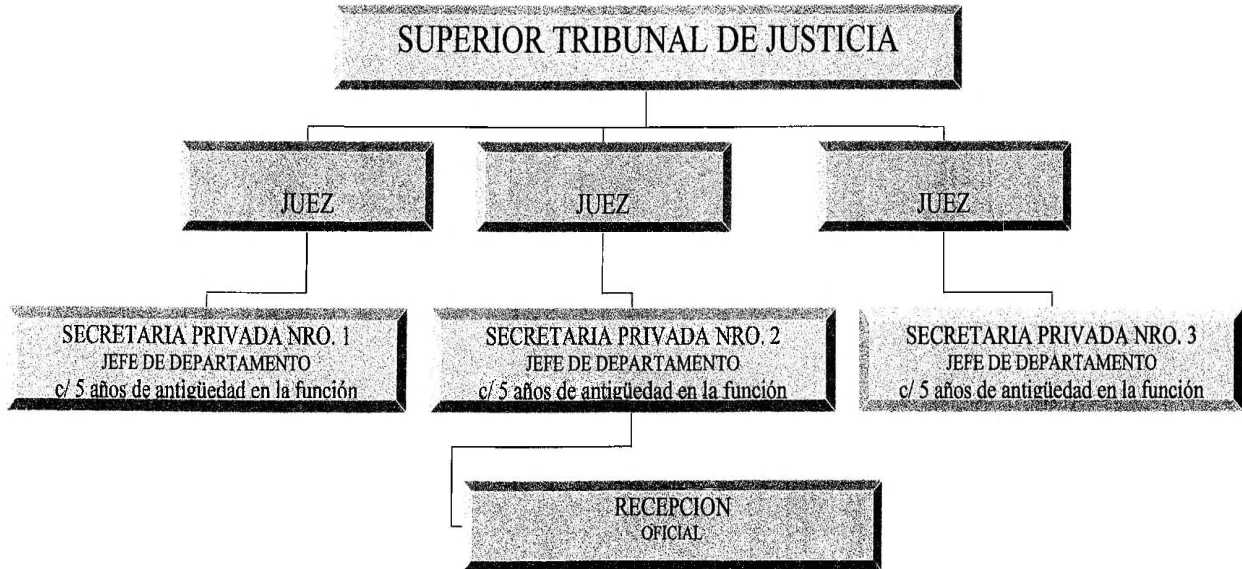 SUPERIOR TRIBUNAL DE JUSTICIA
JUEZ
JUEZ
JUEZ
SECRETARIA PRIVADA NRO. 1
JEFE DE DEPARTAMENTO
c/ 5 años de antigüedad en la función
SECRETARIA PRIVADA NRO. 2
JEFE DE DEPARTAMENTO
c/ 5 años de antigüedad en la función
SECRETARIA PRIVADA NRO. 3
JEFE DE DEPARTAMENTO
c/ 5 años de antigüedad en la función
RECEPCION
OFICIAL